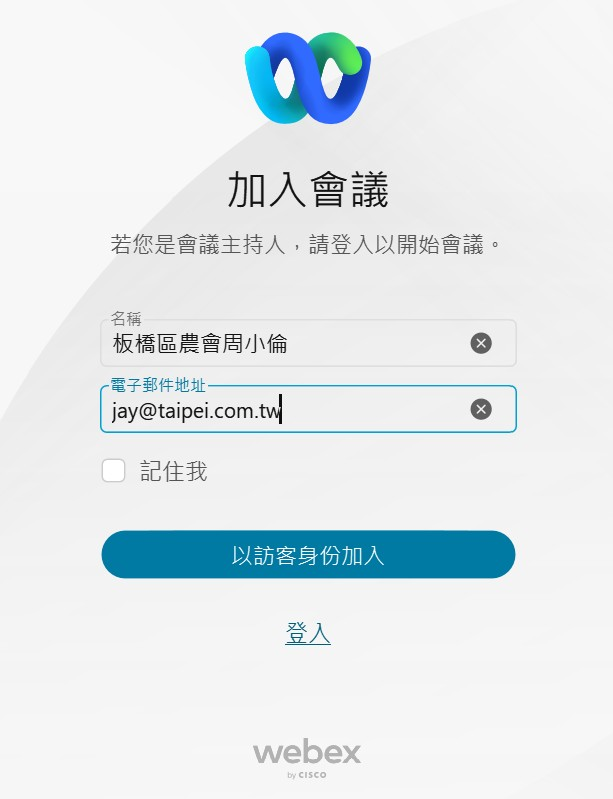 加入會議
若您是會議主持人，請登入以開始會議。
名稱
板橋區農會周小倫
電子郵件地址
jay@taipei.com.tw
記住我
以訪客身份加入
登入
webex
by CISCO